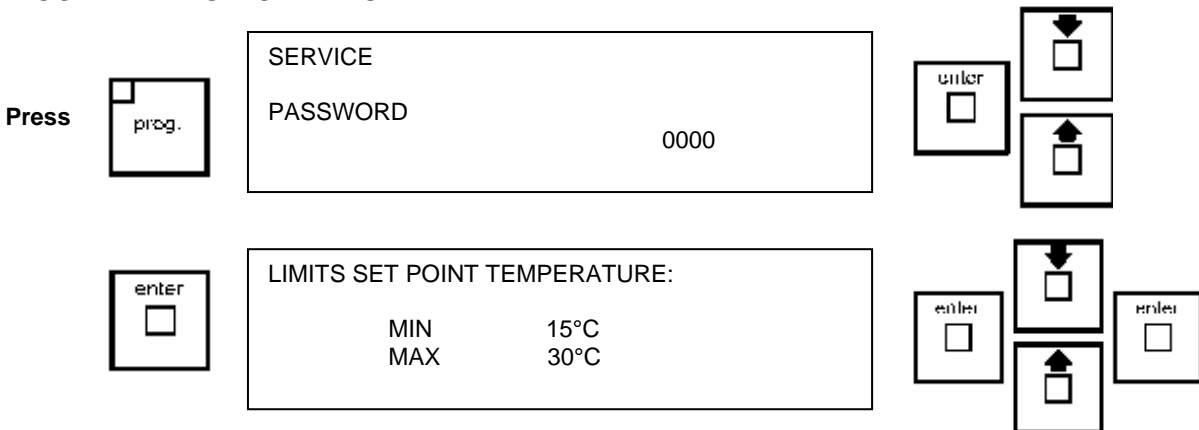 Press
prog.
SERVICE
PASSWORD
0000
enter
enter
LIMITS SET POINT TEMPERATURE:
MIN 15°C
MAX 30°C
enter
enter